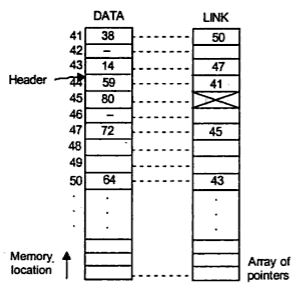 DATA LINK
41 38 50
42 –
43 14 47
Header
44 59 41
45 80
46 –
47 72 45
48
49
50 64 43
Memory location
Array of pointers